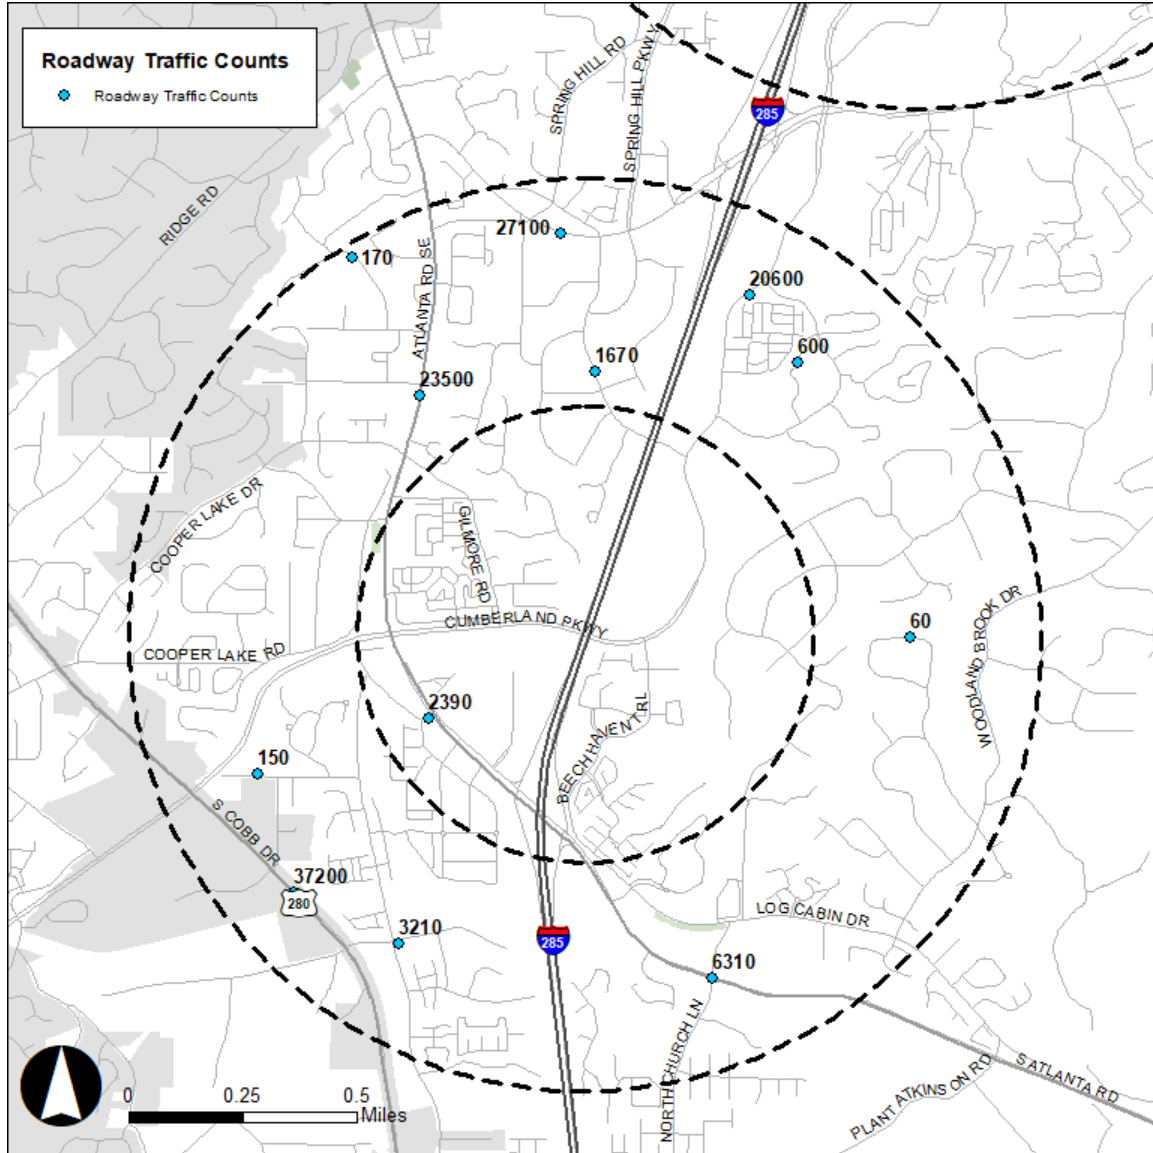 Roadway Traffic Counts
Roadway Traffic Counts
SPRING HILL RD
SPRING HILL PKWY
285
RIDGE RD
27100
170
ATLANTA RD SE
20600
1670
600
23500
COOPER LAKE DR
GILMORE RD
CUMBERLAND PKWY
60
WOODLAND BROOK DR
COOPER LAKE RD
2390
BEECH HAVEN TRL
150
S COBB DR
37200
280
LOG CABIN DR
3210
285
6310
NORTH CHURCH LN
S ATLANTA RD
PLANT ATKINSON RD
0 0.25 0.5
Miles